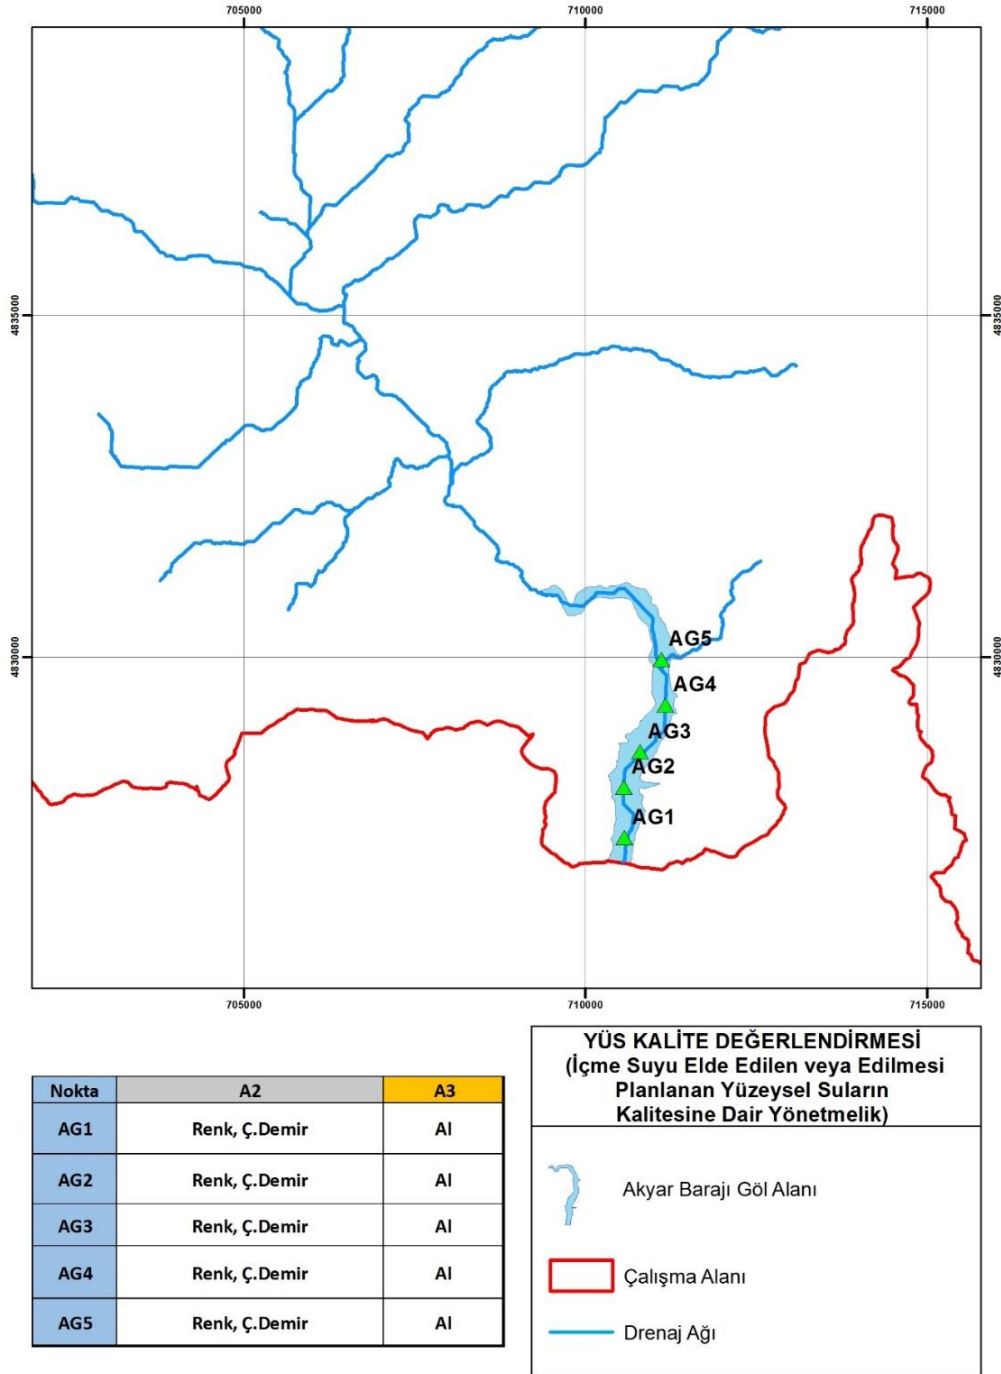 705000 710000 715000
4835000 4835000
AG5
4830000 4830000
AG4
AG3
AG2
AG1
705000 710000 715000
Nokta A2 A3
AG1 Renk, Ç.Demir Al
AG2 Renk, Ç.Demir Al
AG3 Renk, Ç.Demir Al
AG4 Renk, Ç.Demir Al
AG5 Renk, Ç.Demir Al
YÜS KALİTE DEĞERLENDİRMESİ
(İçme Suyu Elde Edilen veya Edilmesi
Planlanan Yüzeysel Suların
Kalitesine Dair Yönetmelik)
Akyar Barajı Göl Alanı
Çalışma Alanı
Drenaj Ağı